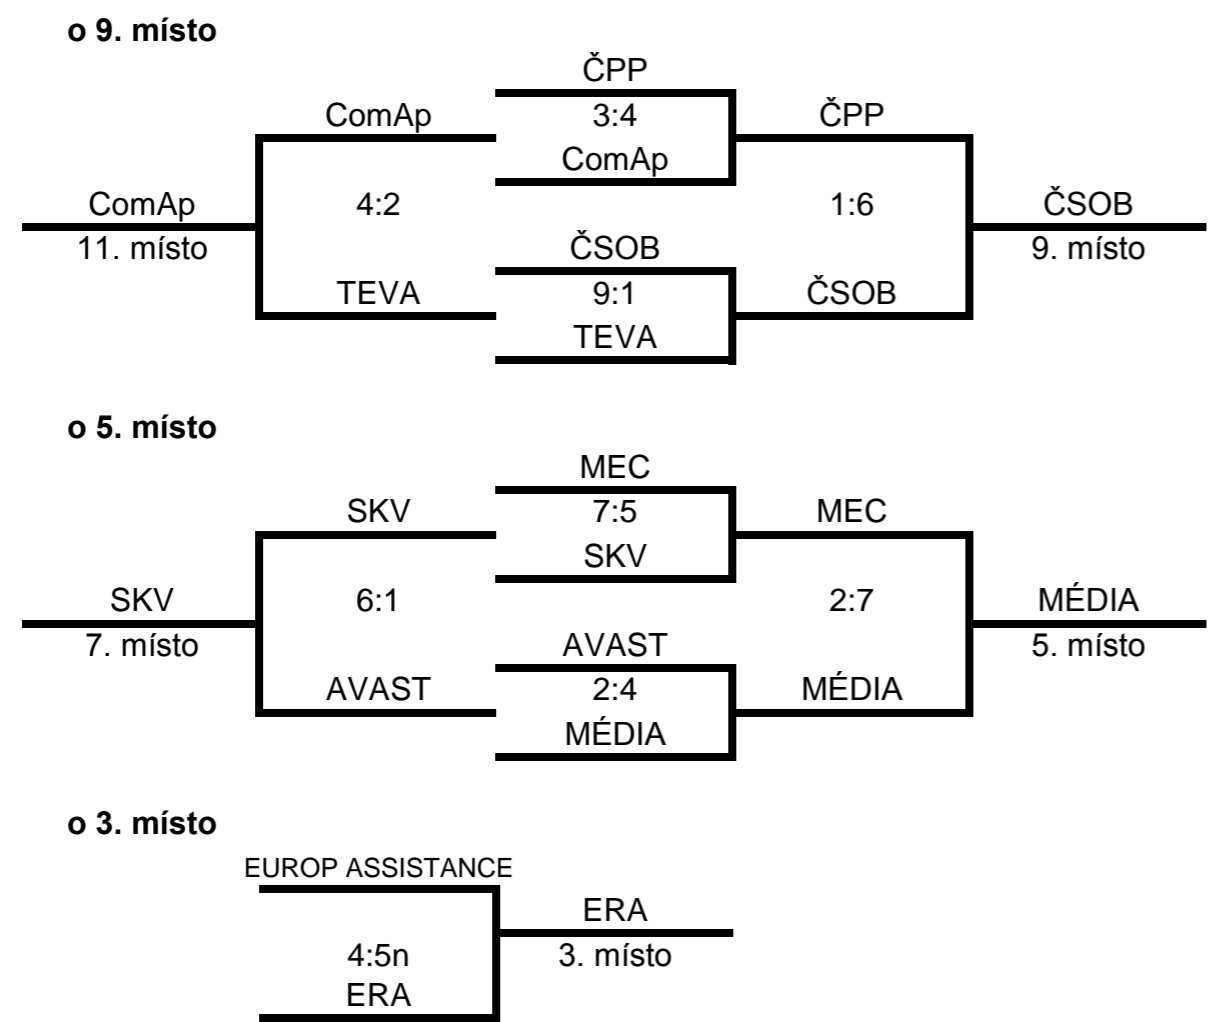 o 9. místo
ČPP
ComAp 3:4 ČPP
ComAp
ComAp 4:2 1:6 ČSOB
11. místo ČSOB 9. místo
TEVA 9:1 ČSOB
TEVA
o 5. místo
MEC
SKV 7:5 MEC
SKV
SKV 6:1 2:7 MÉDIA
7. místo AVAST 5. místo
AVAST 2:4 MÉDIA
MÉDIA
o 3. místo
EUROP ASSISTANCE
ERA
4:5n 3. místo
ERA